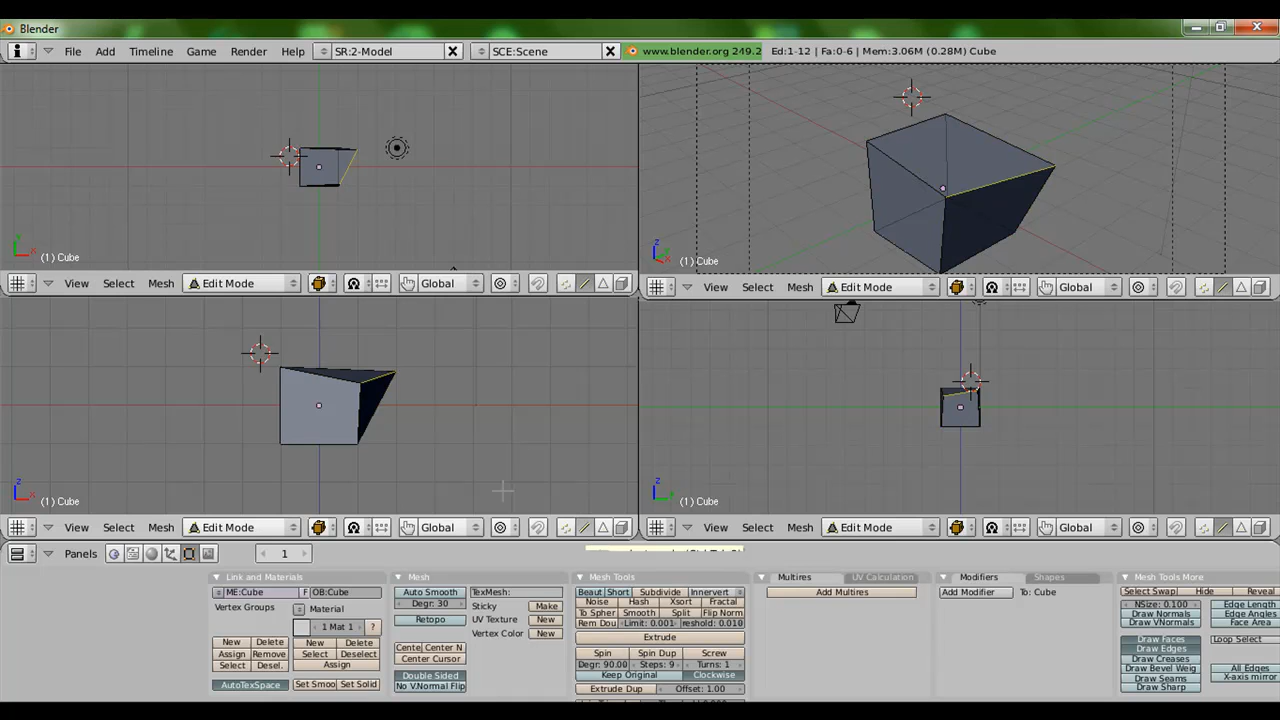 Blender
File Add Timeline Game Render Help SR:2-Model SCE:Scene www.blender.org 249.2 Ed:1-12 | Fa:0-6 | Mem:3.06M (0.28M) Cube
(1) Cube
(1) Cube
View Select Mesh Edit Mode Global
View Select Mesh Edit Mode Global
(1) Cube
(1) Cube
View Select Mesh Edit Mode Global
View Select Mesh Edit Mode Global
Panels 1
Link and Materials
ME:Cube F OB:Cube
Vertex Groups
Material
1 Mat 1 ?
New Delete New Delete
Assign Remove Select Deselect
Select Desel. Assign
AutoTexSpace Set Smoo Set Solid
Mesh
Auto Smooth TexMesh:
Degr: 30 Sticky Make
Retopo UV Texture New
Vertex Color New
Cente Center N
Center Cursor
Double Sided
No V.Normal Flip
Mesh Tools
Beaut Short Subdivide Innervert
Noise Hash Xsort Fractal
To Spher Smooth Split Flip Norm
Rem Dou Limit: 0.001 reshold: 0.010
Extrude
Spin Spin Dup Screw
Degr: 90.00 Steps: 9 Turns: 1
Keep Original Clockwise
Extrude Dup Offset: 1.00
Multires UV Calculation
Add Multires
Modifiers Shapes
Add Modifier To: Cube
Mesh Tools More
Select Swap Hide Reveal
NSize: 0.100 Edge Length
Draw Normals Edge Angles
Draw VNormals Face Area
Draw Faces Loop Select
Draw Edges
Draw Creases
Draw Bevel Weig All Edges
Draw Seams X-axis mirror
Draw Sharp